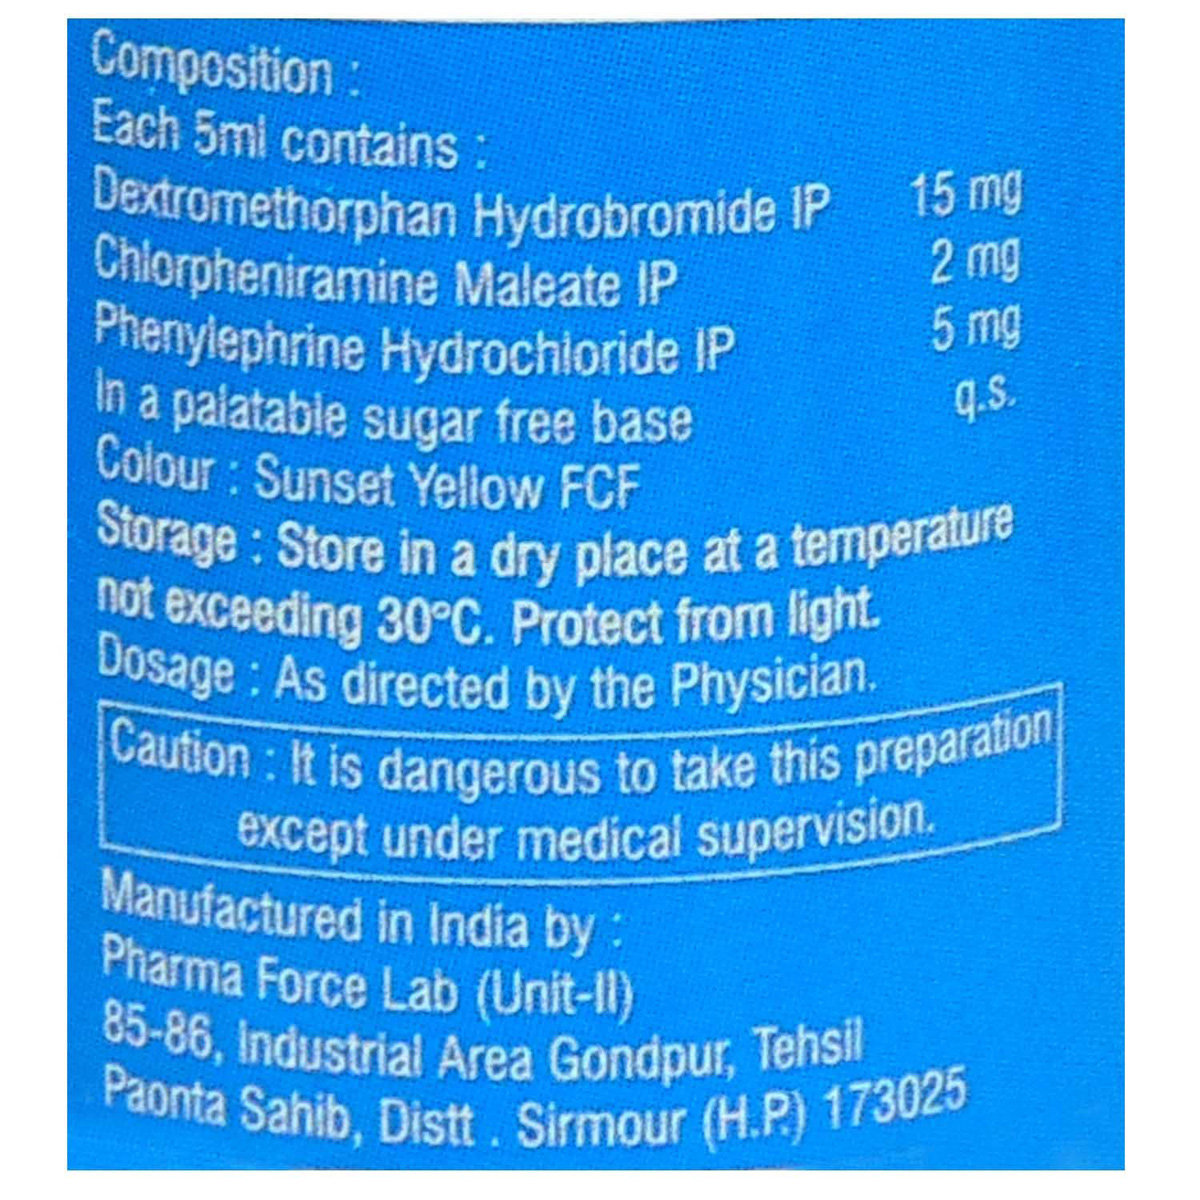 Composition :
Each 5ml contains :
Dextromethorphan Hydrobromide IP 15 mg
Chlorpheniramine Maleate IP 2 mg
Phenylephrine Hydrochloride IP 5 mg
In a palatable sugar free base q.s.
Colour : Sunset Yellow FCF
Storage : Store in a dry place at a temperature
not exceeding 30°C. Protect from light.
Dosage : As directed by the Physician.
Caution : It is dangerous to take this preparation
except under medical supervision.
Manufactured in India by :
Pharma Force Lab (Unit-II)
85-86, Industrial Area Gondpur, Tehsil
Paonta Sahib, Distt . Sirmour (H.P.) 173025